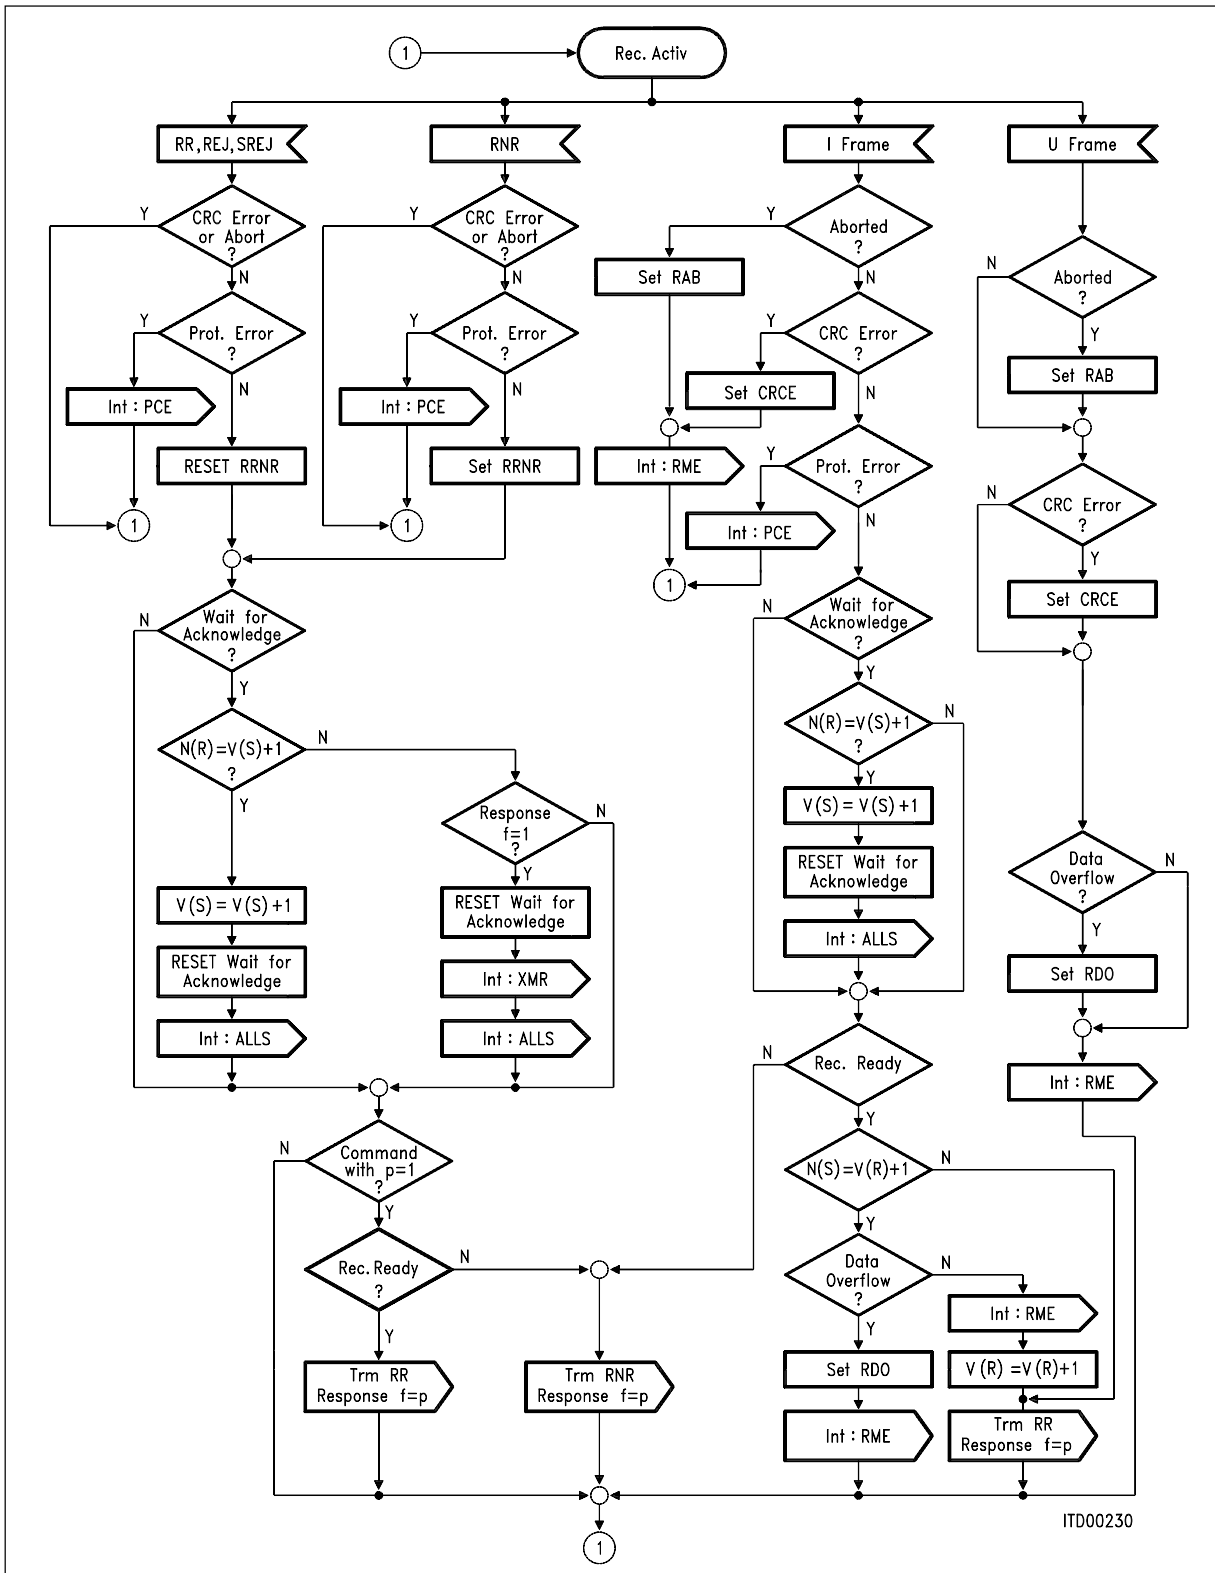 1
Rec. Activ
RR, REJ, SREJ
RNR
I Frame
U Frame
Y
CRC Error
or Abort
?
N
Y
Prot. Error
?
N
Int : PCE
RESET RRNR
1
Y
CRC Error
or Abort
?
N
Y
Prot. Error
?
N
Int : PCE
Set RRNR
1
Y
Aborted
?
N
Set RAB
Y
CRC Error
?
N
Set CRCE
Int : RME
Y
Prot. Error
?
N
Int : PCE
1
N
Aborted
?
Y
Set RAB
N
CRC Error
?
Y
Set CRCE
N
Wait for
Acknowledge
?
Y
N(R)=V(S)+1
?
N
Y
Response
f=1
?
N
Y
V(S) = V(S) +1
RESET Wait for
Acknowledge
Int : ALLS
RESET Wait for
Acknowledge
Int : XMR
Int : ALLS
N
Wait for
Acknowledge
?
Y
N(R)=V(S)+1
?
N
Y
V(S) = V(S) +1
RESET Wait for
Acknowledge
Int : ALLS
Data
Overflow
?
N
Y
Set RDO
Int : RME
N
Rec. Ready
Y
N(S)=V(R)+1
N
Y
Data
Overflow
?
N
Y
Int : RME
V(R) =V(R)+1
Set RDO
Int : RME
Trm RR
Response f=p
N
Command
with p=1
?
Y
Rec. Ready
?
N
Y
Trm RR
Response f=p
Trm RNR
Response f=p
1
ITD00230